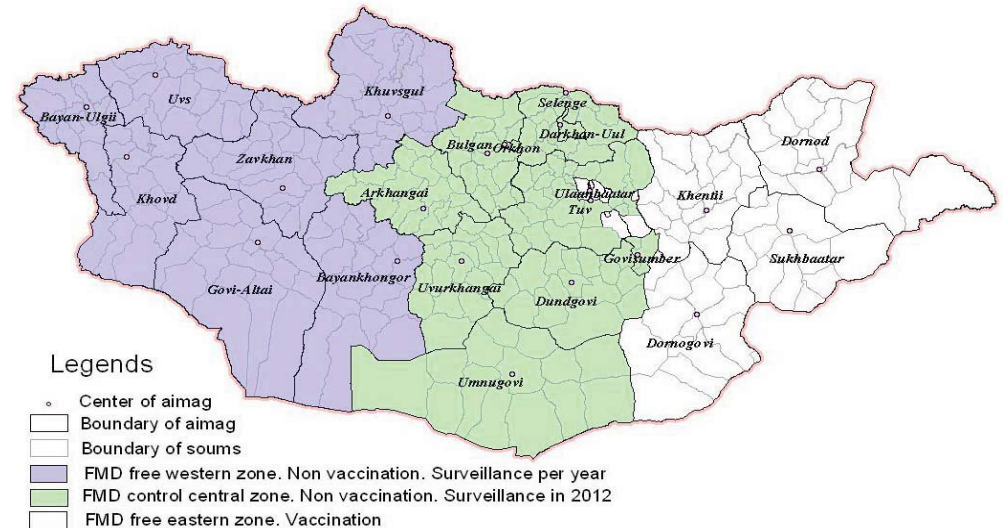 Khuvsgul
Uvs
Bayan-Ulgii
Selenge
Darkhan-Uul
Dornod
Bulgan
Orkhon
Zavkhan
Arkhangai
Ulaanbaatar
Khentii
Khovd
Tuv
GoviSumber
Sukhbaatar
Bayankhongor
Govi-Altai
Uvurkhangai
Dundgovi
Dornogovi
Umnugovi
Legends
Center of aimag
Boundary of aimag
Boundary of soums
FMD free western zone. Non vaccination. Surveillance per year
FMD control central zone. Non vaccination. Surveillance in 2012
FMD free eastern zone. Vaccination